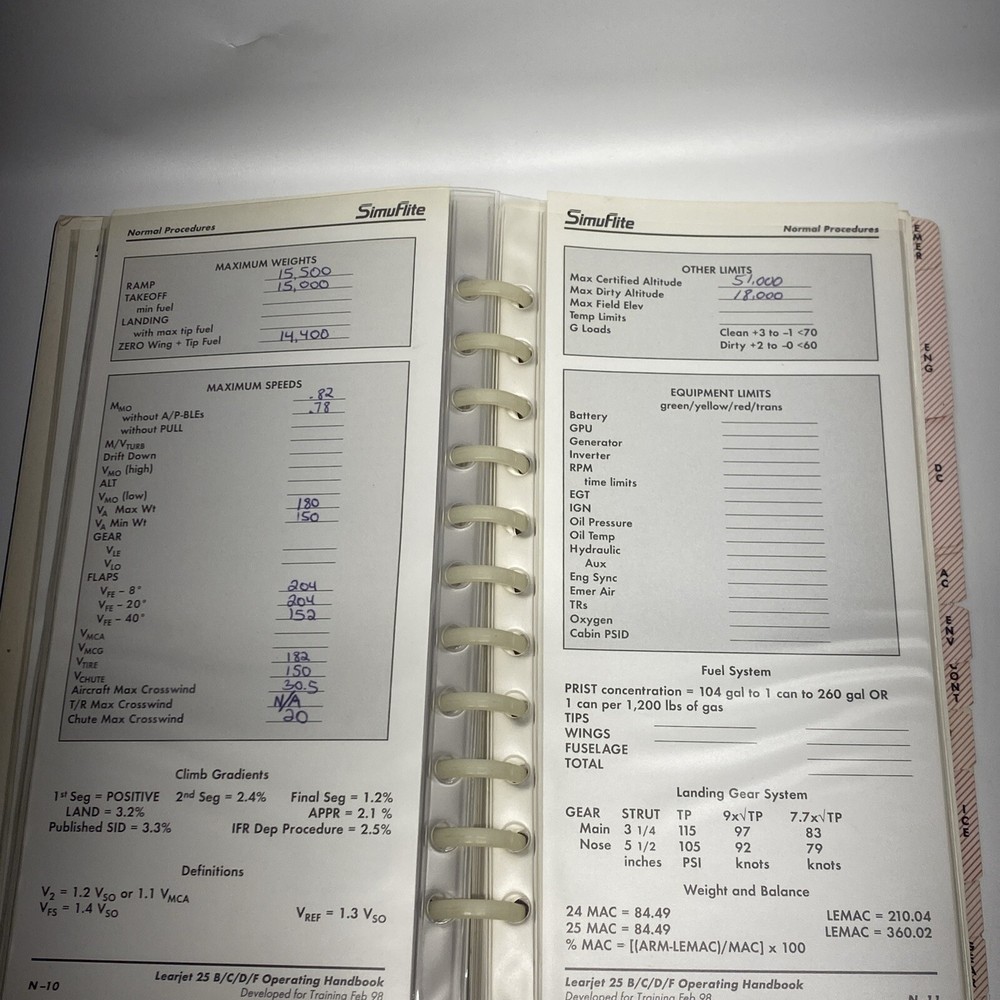 SimuFlite
Normal Procedures
MAXIMUM WEIGHTS
RAMP 15,500
TAKEOFF 15,000
min fuel
LANDING
with max tip fuel
ZERO Wing + Tip Fuel 14,400
MAXIMUM SPEEDS
MMO .82
without A/P-BLEs .78
without PULL
M/VTURB
Drift Down
VMO (high)
ALT
VMO (low)
VA Max Wt 180
VA Min Wt 150
GEAR
VLE
VLO
FLAPS
VFE – 8° 204
VFE – 20° 204
VFE – 40° 152
VMCA
VMCG
VTIRE 182
VCHUTE 150
Aircraft Max Crosswind 30.5
T/R Max Crosswind N/A
Chute Max Crosswind 20
Climb Gradients
1st Seg = POSITIVE 2nd Seg = 2.4% Final Seg = 1.2%
LAND = 3.2% APPR = 2.1 %
Published SID = 3.3% IFR Dep Procedure = 2.5%
Definitions
V2 = 1.2 VSO or 1.1 VMCA
VFS = 1.4 VSO VREF = 1.3 VSO
N-10 Learjet 25 B/C/D/F Operating Handbook
Developed for Training Feb 98
SimuFlite
Normal Procedures
OTHER LIMITS
Max Certified Altitude 51,000
Max Dirty Altitude 18,000
Max Field Elev
Temp Limits
G Loads Clean +3 to –1 <70
Dirty +2 to –0 <60
EQUIPMENT LIMITS
green/yellow/red/trans
Battery
GPU
Generator
Inverter
RPM
time limits
EGT
IGN
Oil Pressure
Oil Temp
Hydraulic
Aux
Eng Sync
Emer Air
TRs
Oxygen
Cabin PSID
Fuel System
PRIST concentration = 104 gal to 1 can to 260 gal OR
1 can per 1,200 lbs of gas
TIPS
WINGS
FUSELAGE
TOTAL
Landing Gear System
GEAR STRUT TP 9x√TP 7.7x√TP
Main 3 1/4 115 97 83
Nose 5 1/2 105 92 79
inches PSI knots knots
Weight and Balance
24 MAC = 84.49 LEMAC = 210.04
25 MAC = 84.49 LEMAC = 360.02
% MAC = [(ARM-LEMAC)/MAC] x 100
Learjet 25 B/C/D/F Operating Handbook
Developed for Training Feb 98 N-11
EMER
ENG
DC
AC
ENV
CONT
ICE